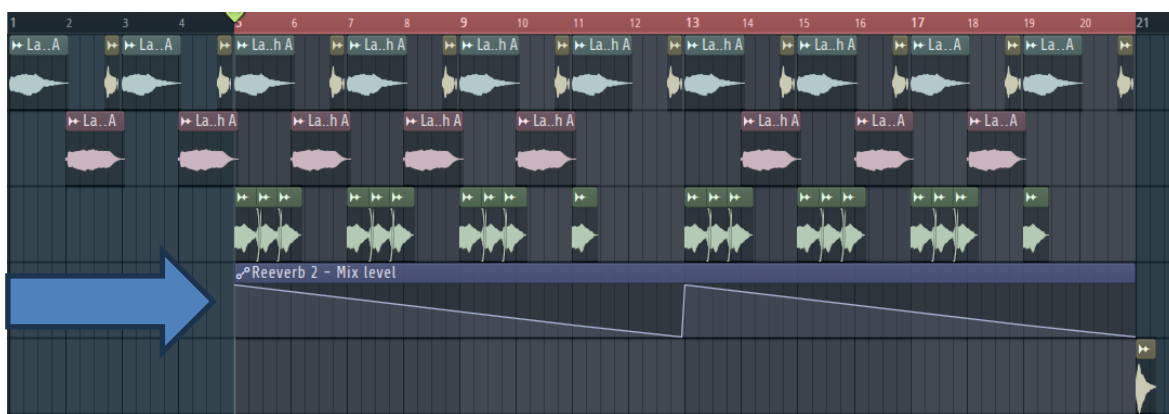 1 2 3 4 5 6 7 8 9 10 11 12 13 14 15 16 17 18 19 20 21
La..A La..A La..h A La..h A La..h A La..h A La..h A La..h A La..A La..A
La..A La..h A La..h A La..h A La..h A La..h A La..A La..A
Reeverb 2 - Mix level